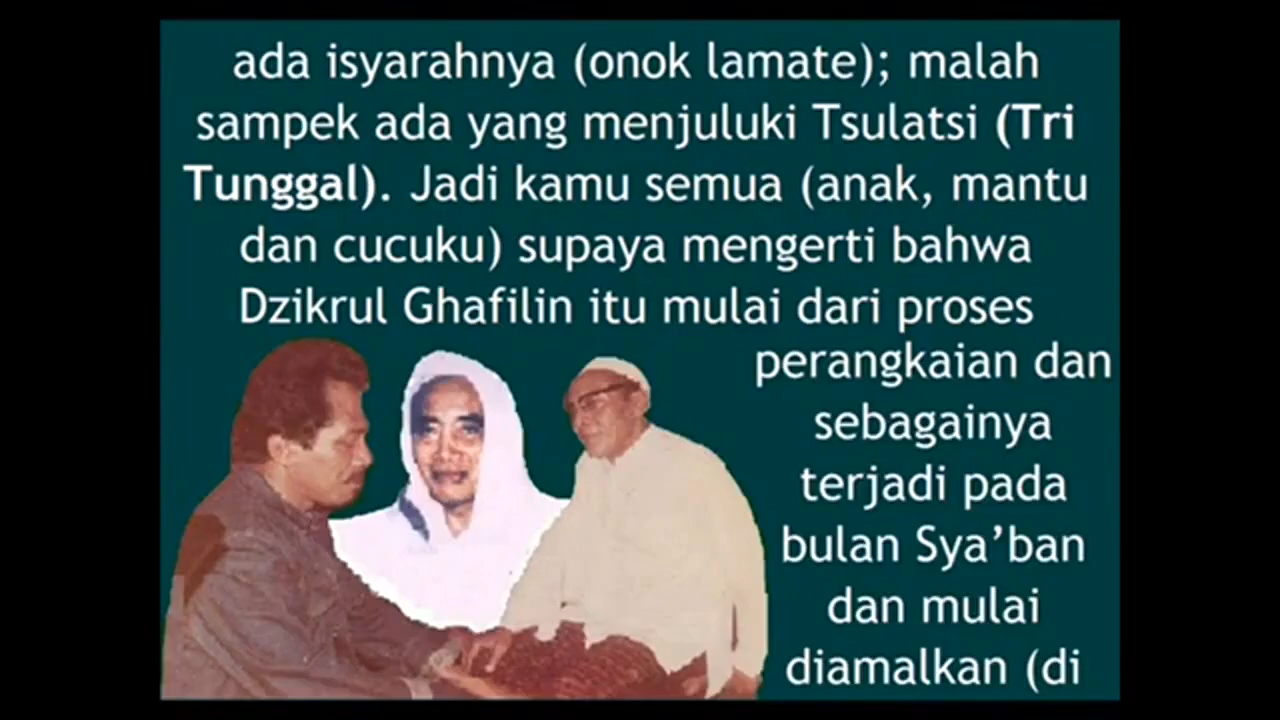 ada isyarahnya (onok lamate); malah
sampek ada yang menjuluki Tsulatsi (Tri
Tunggal). Jadi kamu semua (anak, mantu
dan cucuku) supaya mengerti bahwa
Dzikrul Ghafilin itu mulai dari proses
perangkaian dan
sebagainya
terjadi pada
bulan Sya’ban
dan mulai
diamalkan (di